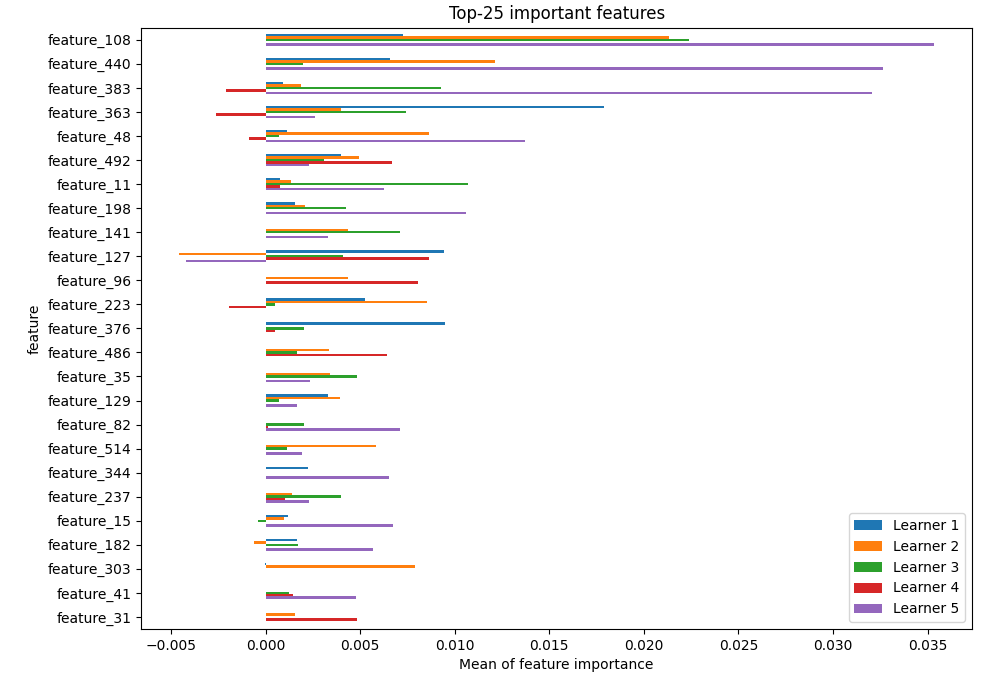 Top-25 important features
feature_108
feature_440
feature_383
feature_363
feature_48
feature_492
feature_11
feature_198
feature_141
feature_127
feature_96
feature_223
feature_376
feature_486
feature_35
feature_129
feature_82
feature_514
feature_344
feature_237
feature_15
feature_182
feature_303
feature_41
feature_31
feature
Learner 1
Learner 2
Learner 3
Learner 4
Learner 5
−0.005 0.000 0.005 0.010 0.015 0.020 0.025 0.030 0.035
Mean of feature importance